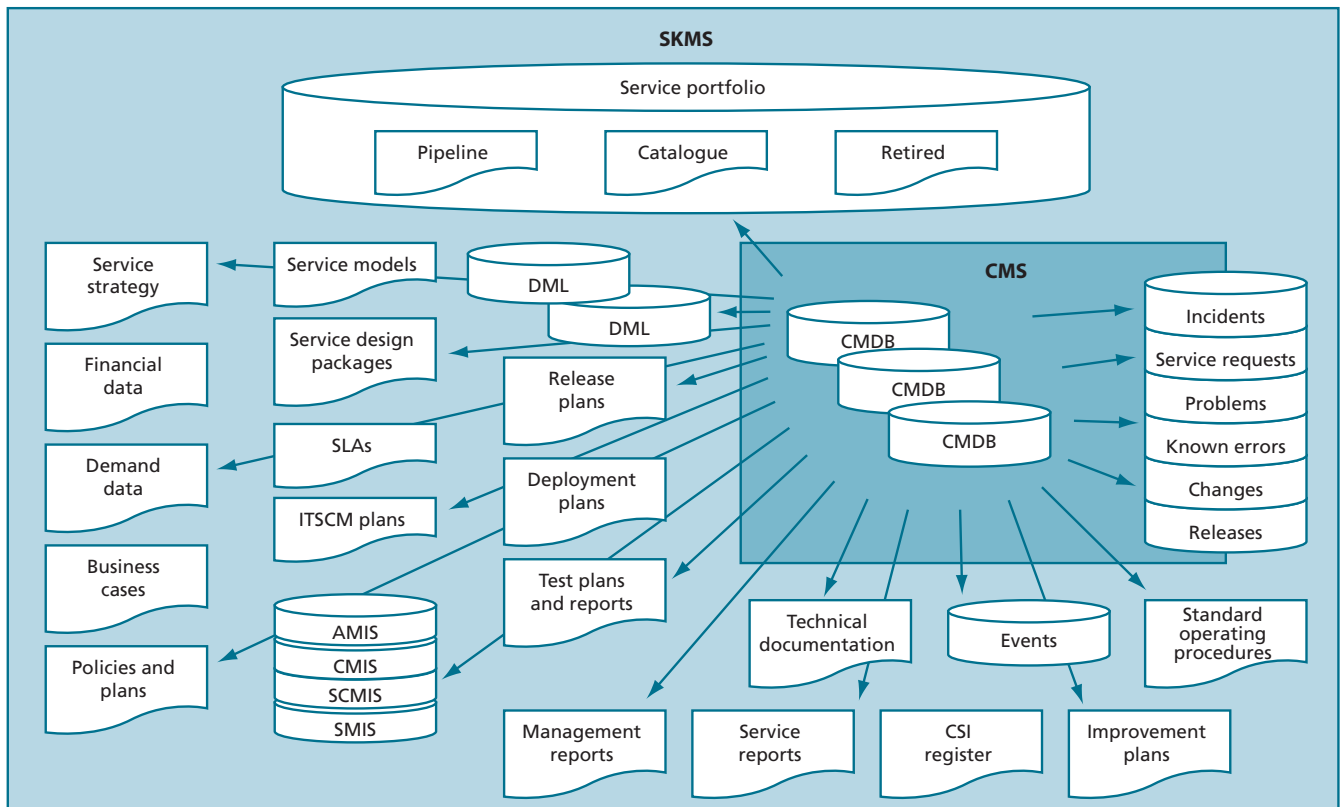 SKMS
Service portfolio
Pipeline
Catalogue
Retired
CMS
Service
strategy
Service models
DML
DML
CMDB
CMDB
CMDB
Incidents
Service requests
Problems
Known errors
Changes
Releases
Financial
data
Service design
packages
Release
plans
Demand
data
SLAs
Deployment
plans
ITSCM plans
Business
cases
Test plans
and reports
AMIS
CMIS
SCMIS
SMIS
Policies and
plans
Technical
documentation
Events
Standard
operating
procedures
Management
reports
Service
reports
CSI
register
Improvement
plans